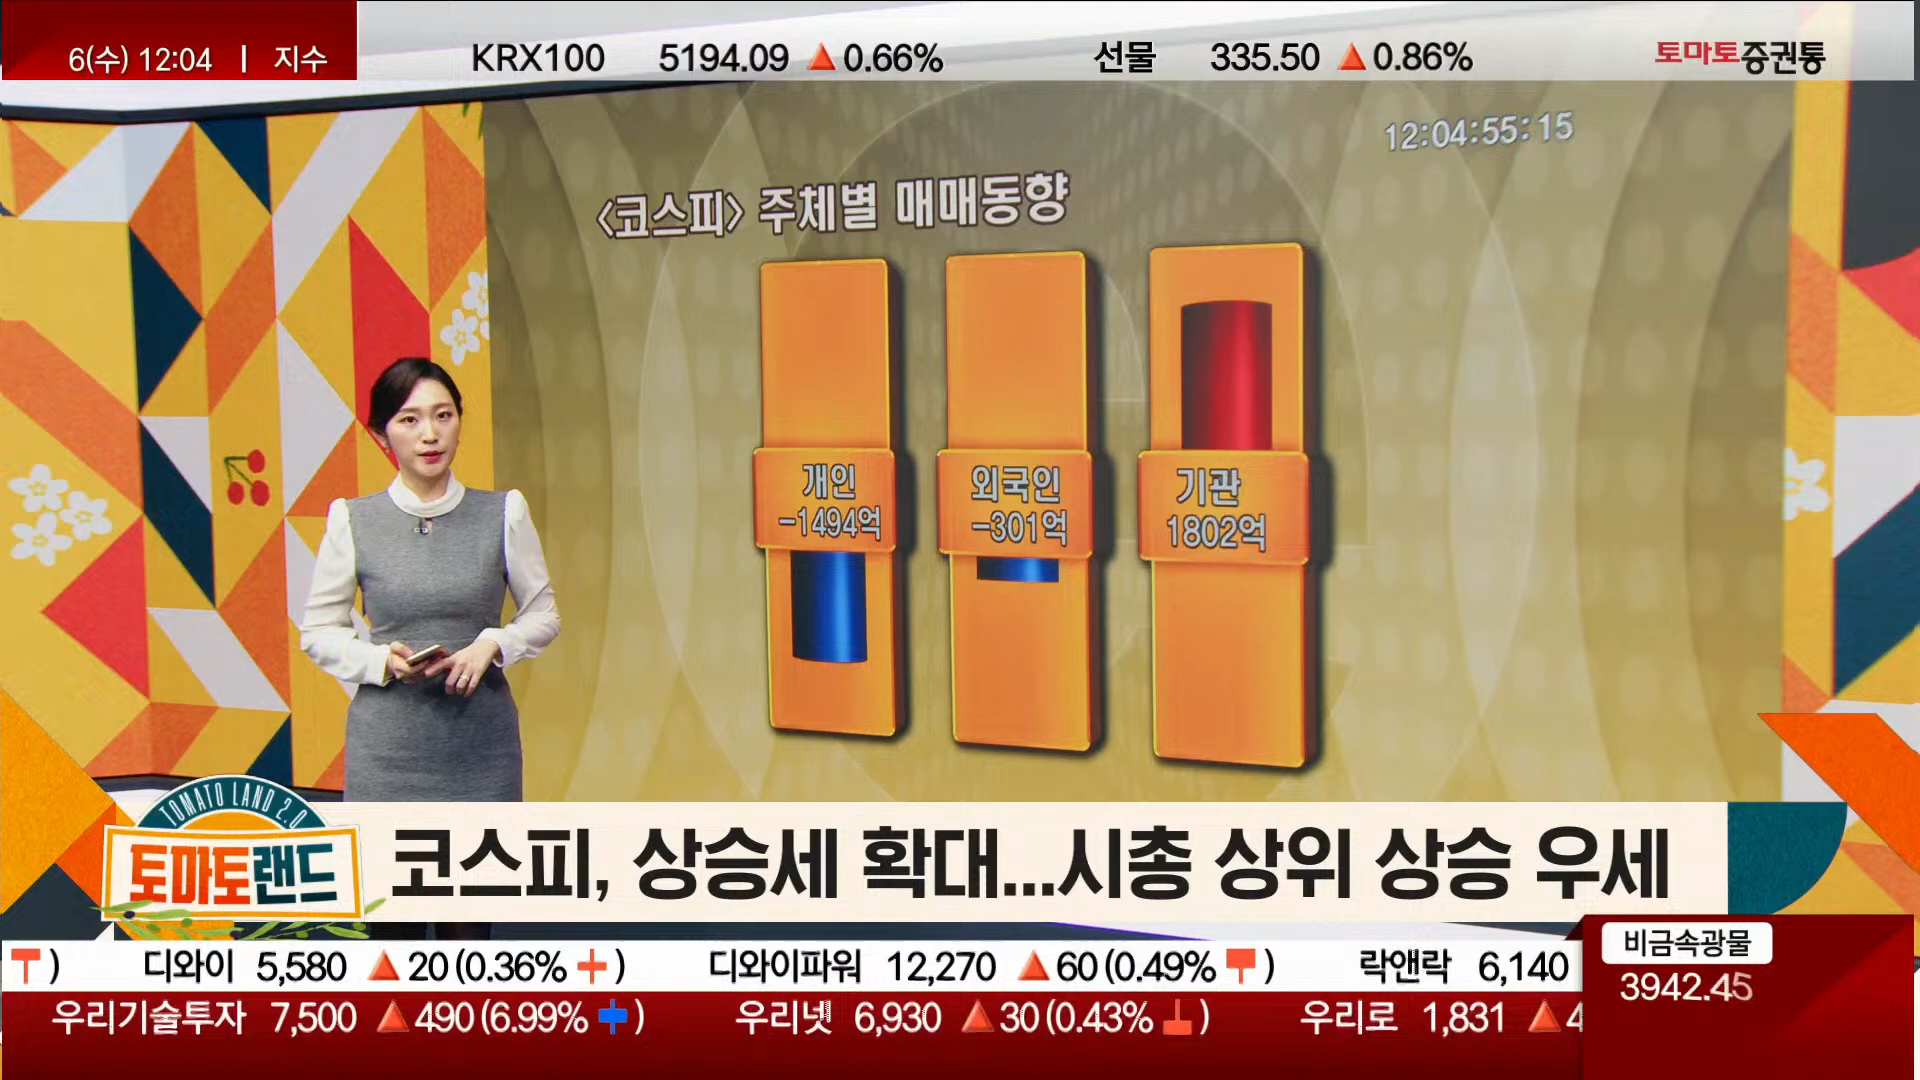 6(수) 12:04 | 지수
KRX100 5194.09 ▲0.66% 선물 335.50 ▲0.86%
토마토증권통
12:04:55:15
<코스피> 주체별 매매동향
개인
-1494억
외국인
-301억
기관
1802억
TOMATO LAND 2.0
토마토랜드
코스피, 상승세 확대...시총 상위 상승 우세
) 디와이 5,580 ▲20(0.36% ) 디와이파워 12,270 ▲60(0.49% ) 락앤락 6,140
우리기술투자 7,500 ▲490(6.99% ) 우리넷 6,930 ▲30(0.43% ) 우리로 1,831 ▲4
비금속광물
3942.45